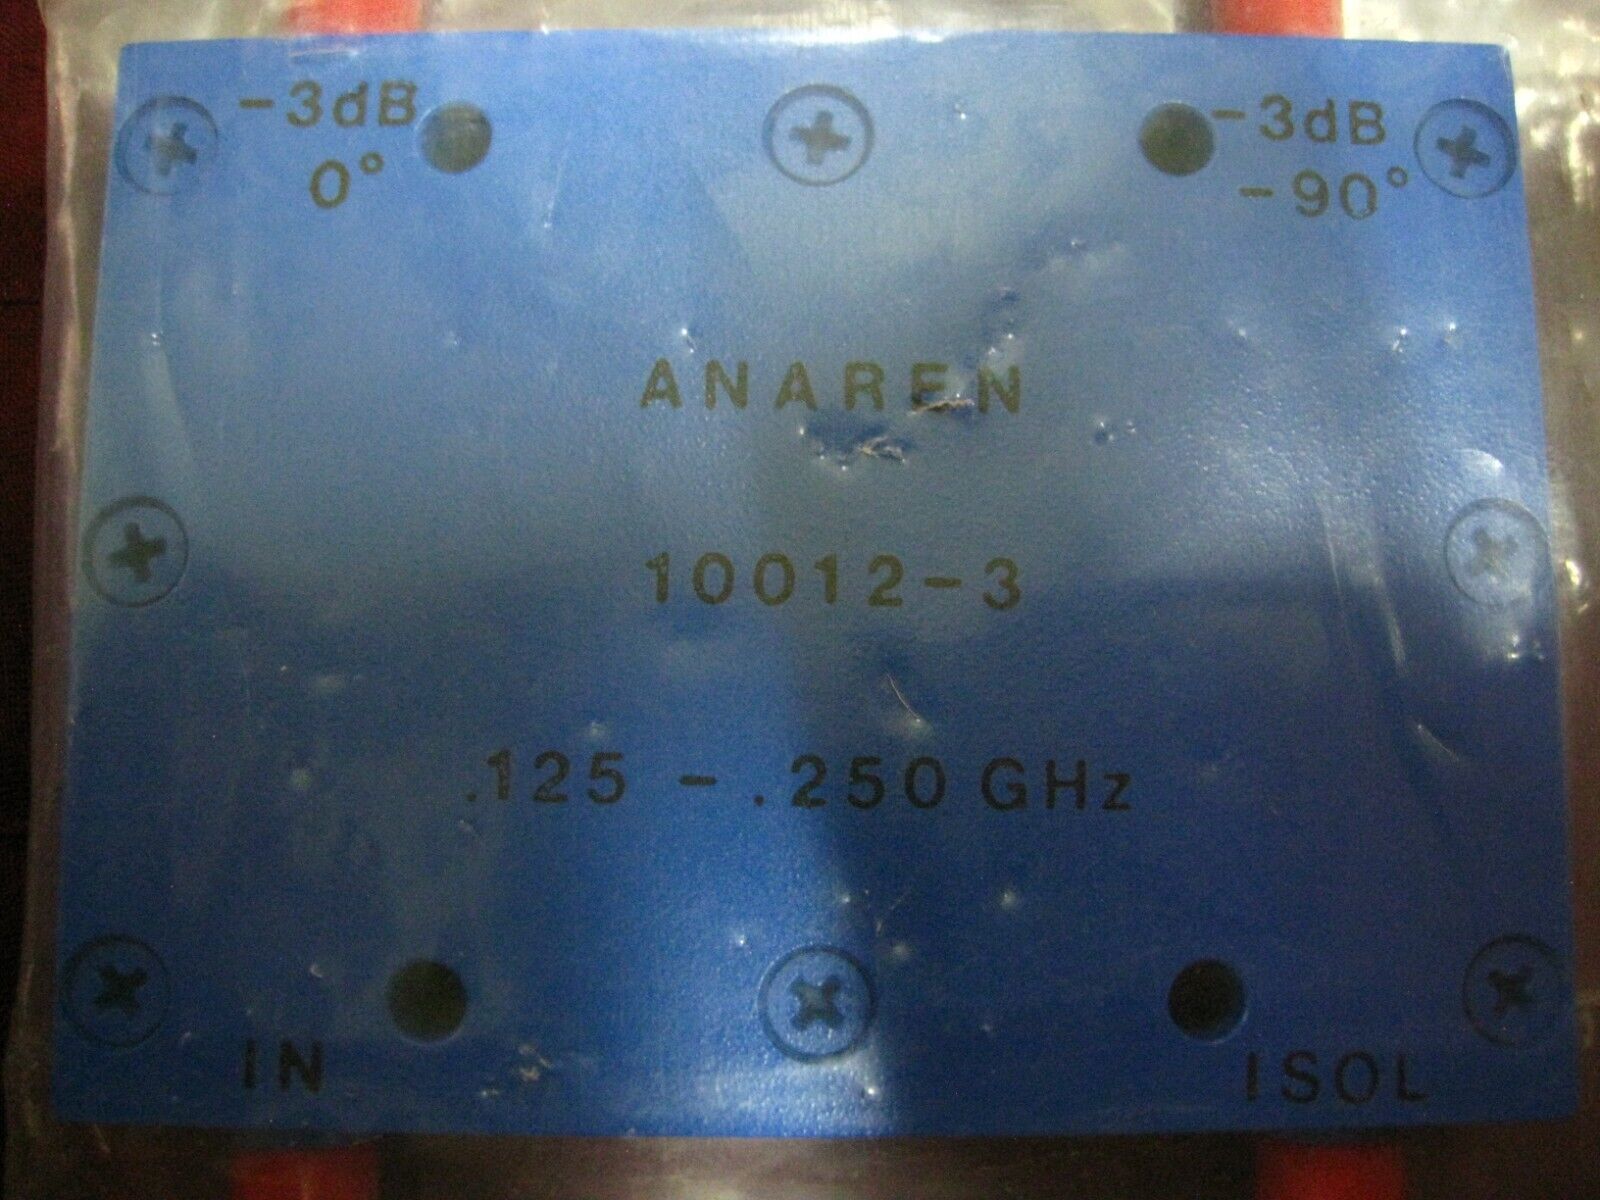 -3dB
0°
-3dB
-90°
ANAREN
10012-3
.125 - .250 GHz
IN
ISOL